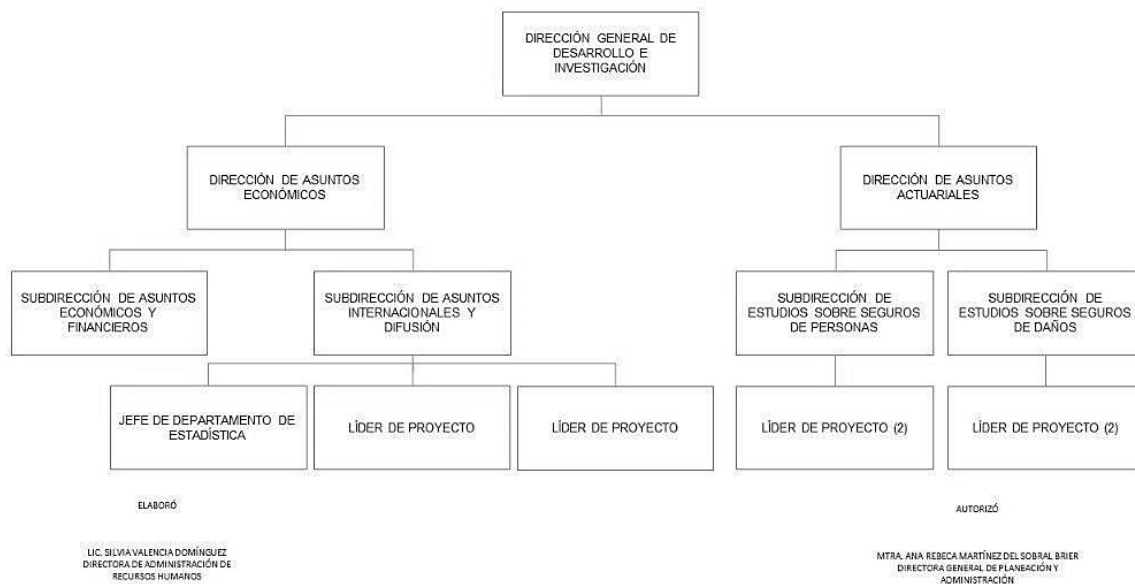 DIRECCIÓN GENERAL DE
DESARROLLO E
INVESTIGACIÓN
DIRECCIÓN DE ASUNTOS
ECONÓMICOS
DIRECCIÓN DE ASUNTOS
ACTUARIALES
SUBDIRECCIÓN DE ASUNTOS
ECONÓMICOS Y
FINANCIEROS
SUBDIRECCIÓN DE ASUNTOS
INTERNACIONALES Y
DIFUSIÓN
SUBDIRECCIÓN DE
ESTUDIOS SOBRE SEGUROS
DE PERSONAS
SUBDIRECCIÓN DE
ESTUDIOS SOBRE SEGUROS
DE DAÑOS
JEFE DE DEPARTAMENTO DE
ESTADÍSTICA
LÍDER DE PROYECTO
LÍDER DE PROYECTO
LÍDER DE PROYECTO (2)
LÍDER DE PROYECTO (2)
ELABORÓ
LIC. SILVIA VALENCIA DOMÍNGUEZ
DIRECTORA DE ADMINISTRACIÓN DE
RECURSOS HUMANOS
AUTORIZÓ
MTRA. ANA REBECA MARTÍNEZ DEL SOBRAL BRIER
DIRECTORA GENERAL DE PLANEACIÓN Y
ADMINISTRACIÓN